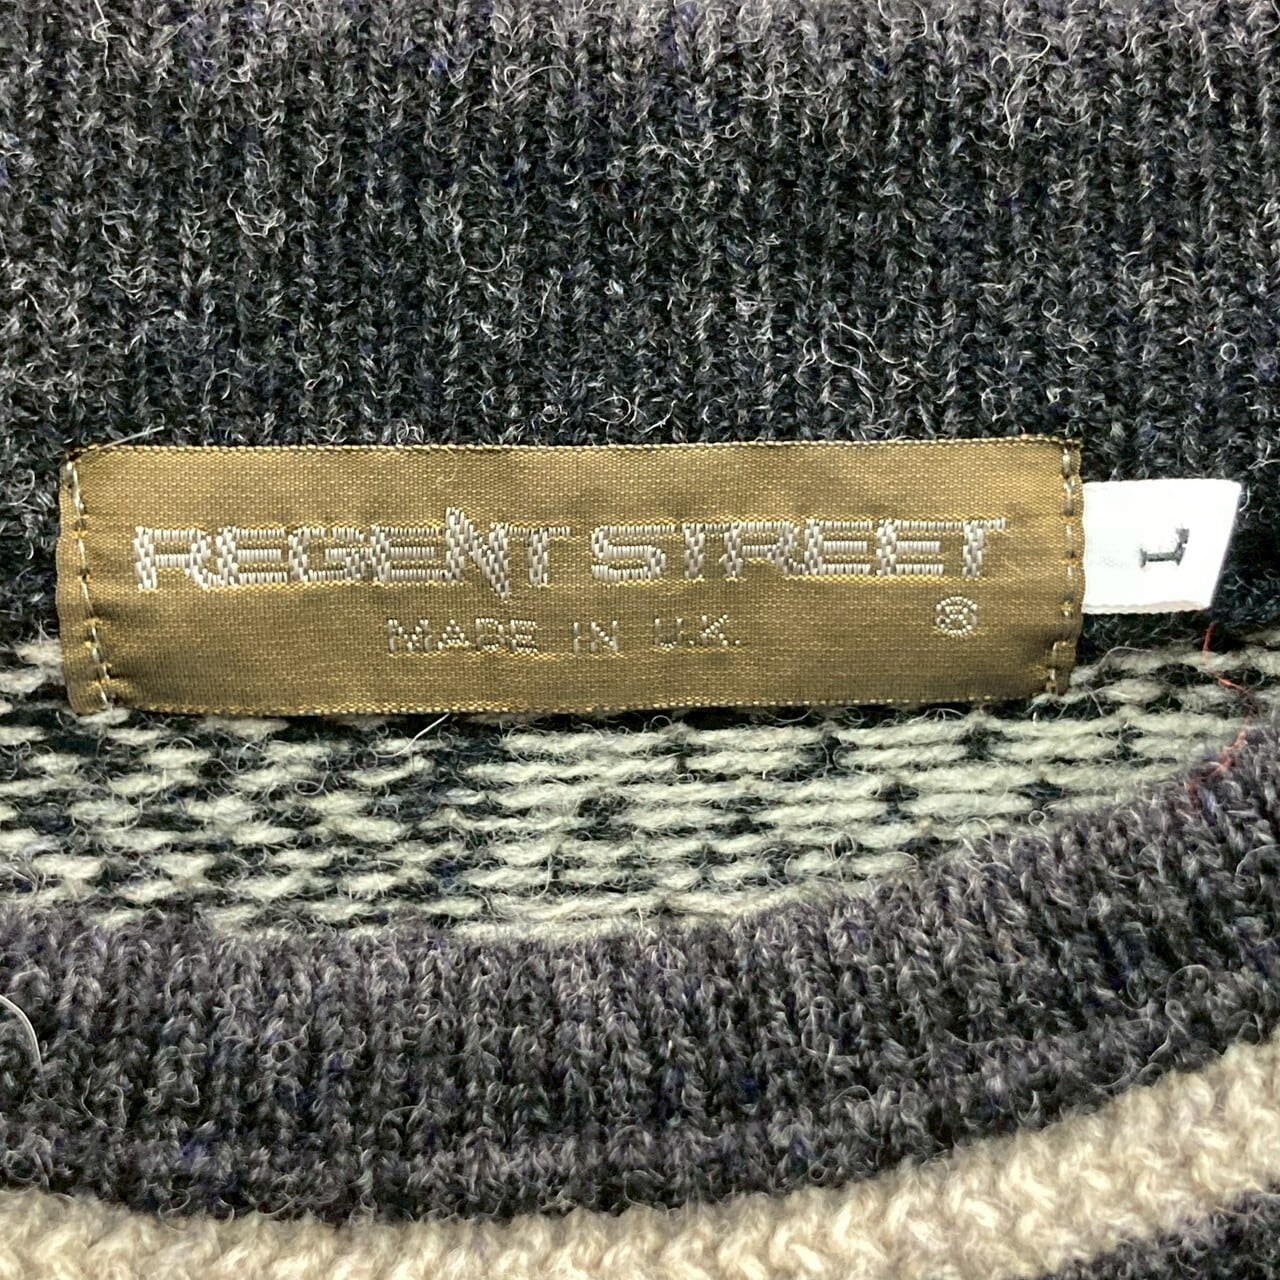 REGENT STREET
®
MADE IN U.K.
L